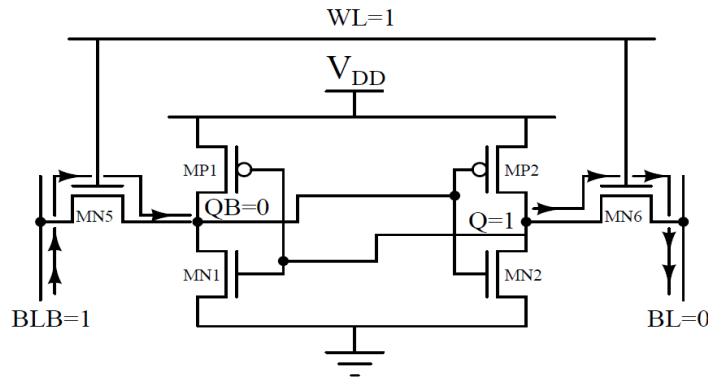 WL=1
V_DD
MP1
MP2
MN5
QB=0
Q=1
MN6
MN1
MN2
BLB=1
BL=0